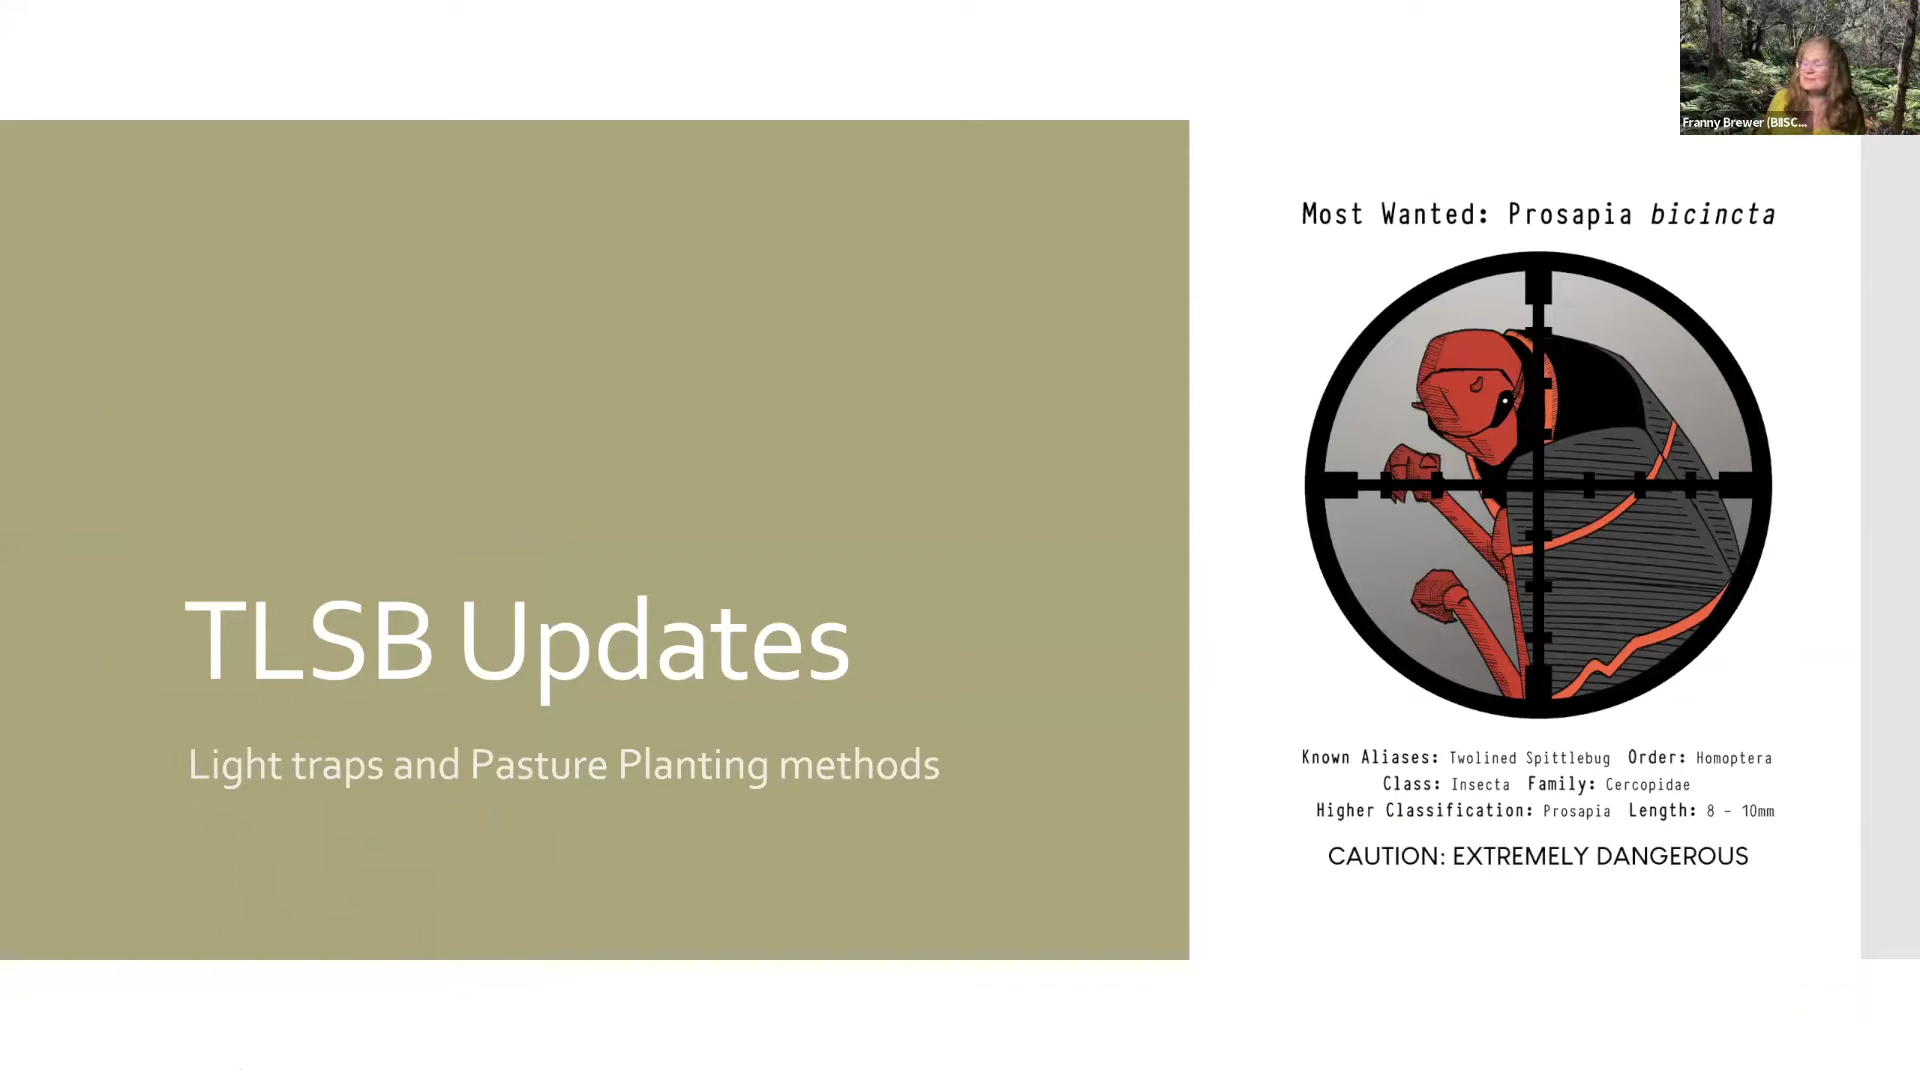 Franny Brewer (BIISC...
Most Wanted: Prosapia bicincta
TLSB Updates
Light traps and Pasture Planting methods
Known Aliases: Twolined Spittlebug Order: Homoptera
Class: Insecta Family: Cercopidae
Higher Classification: Prosapia Length: 8 - 10mm
CAUTION: EXTREMELY DANGEROUS